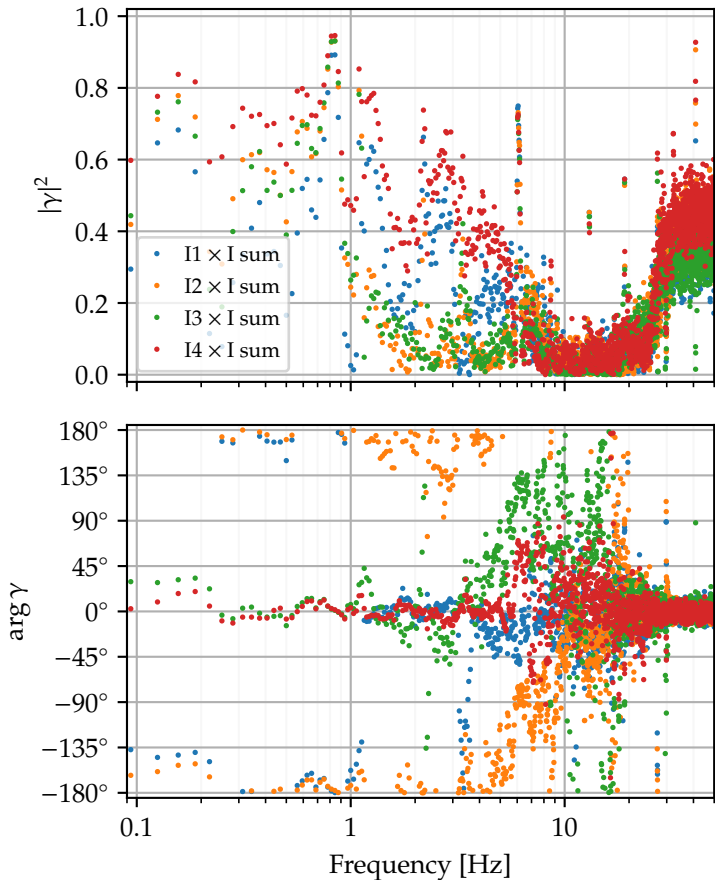 1.0
0.8
0.6
0.4
0.2
0.0
|γ|²
I1 × I sum
I2 × I sum
I3 × I sum
I4 × I sum
180°
135°
90°
45°
0°
−45°
−90°
−135°
−180°
arg γ
0.1
1
10
Frequency [Hz]